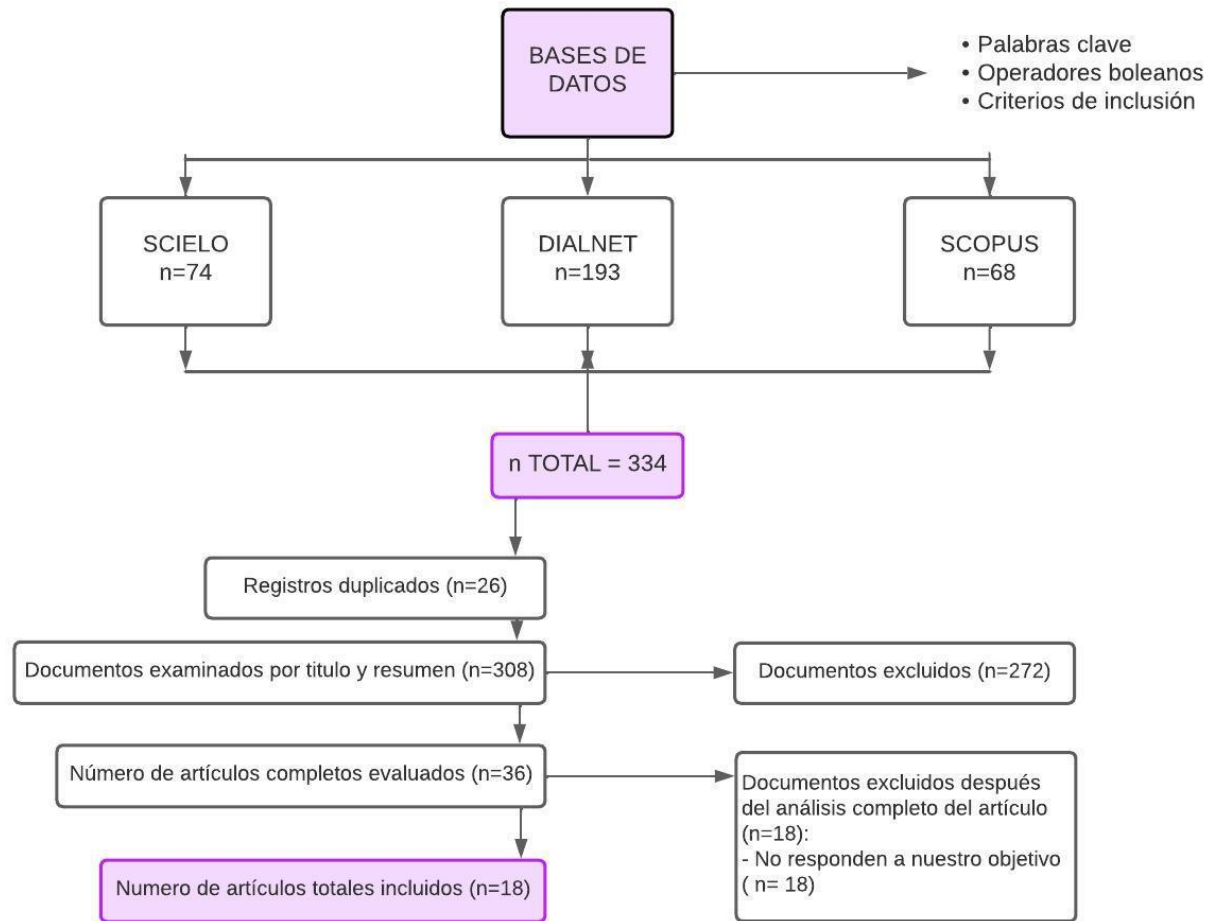 BASES DE
DATOS
• Palabras clave
• Operadores boleanos
• Criterios de inclusión
SCIELO
n=74
DIALNET
n=193
SCOPUS
n=68
n TOTAL = 334
Registros duplicados (n=26)
Documentos examinados por titulo y resumen (n=308)
Documentos excluidos (n=272)
Número de artículos completos evaluados (n=36)
Documentos excluidos después
del análisis completo del artículo
(n=18):
- No responden a nuestro objetivo
( n= 18)
Numero de artículos totales incluidos (n=18)